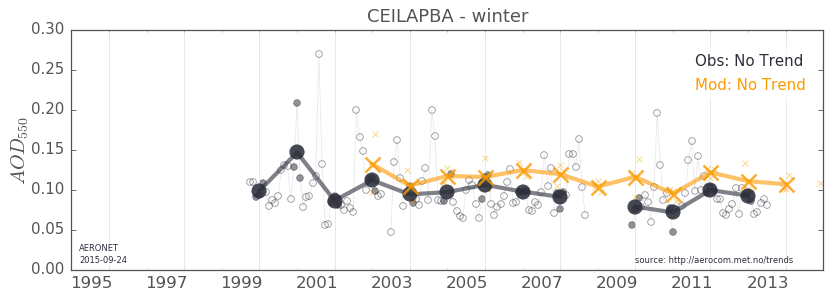 CEILAPBA - winter
0.30
0.25
0.20
0.15
0.10
0.05
0.00
AOD550
Obs: No Trend
Mod: No Trend
AERONET
2015-09-24
source: http://aerocom.met.no/trends
1995 1997 1999 2001 2003 2005 2007 2009 2011 2013